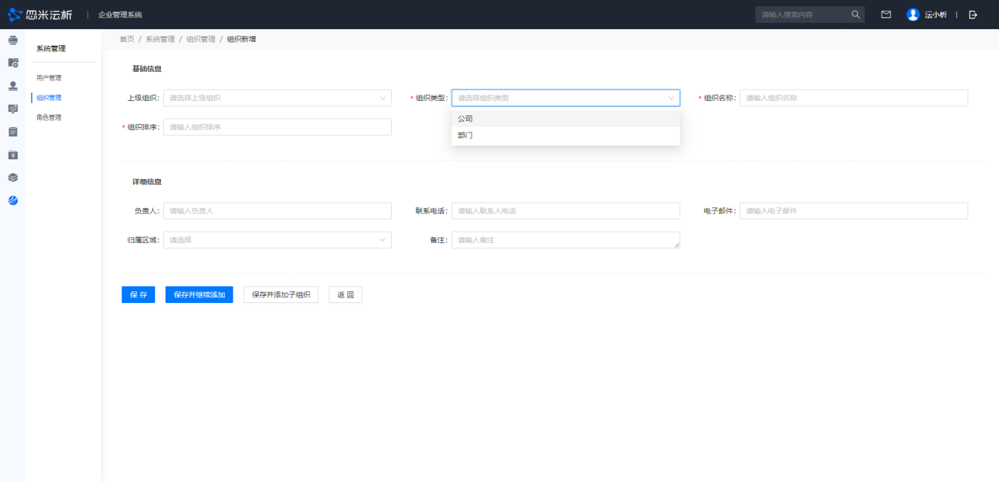 忽米沄析 | 企业管理系统 请输入搜索内容 沄小析 |
系统管理
用户管理
组织管理
角色管理
首页 / 系统管理 / 组织管理 / 组织新增
基础信息
上级组织: 请选择上级组织 * 组织类型: 请选择组织类型 * 组织名称: 请输入组织名称
公司
部门
* 组织排序: 请输入组织排序
详细信息
负责人: 请输入负责人 联系电话: 请输入联系人电话 电子邮件: 请输入电子邮件
归属区域: 请选择 备注: 请输入备注
保 存 保存并继续添加 保存并添加子组织 返 回